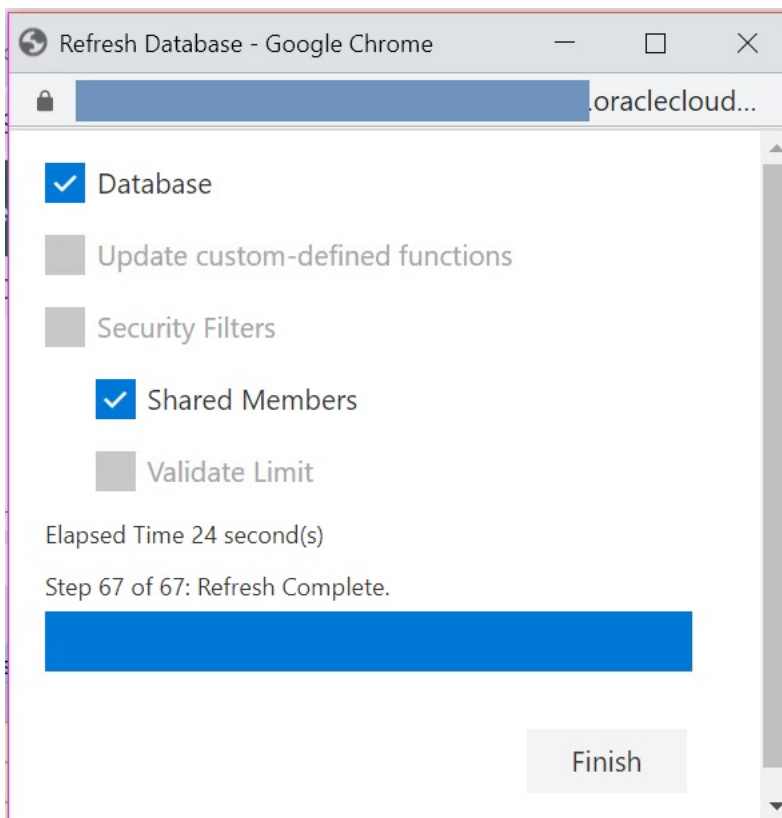 Refresh Database - Google Chrome
.oraclecloud...
Database
Update custom-defined functions
Security Filters
Shared Members
Validate Limit
Elapsed Time 24 second(s)
Step 67 of 67: Refresh Complete.
Finish